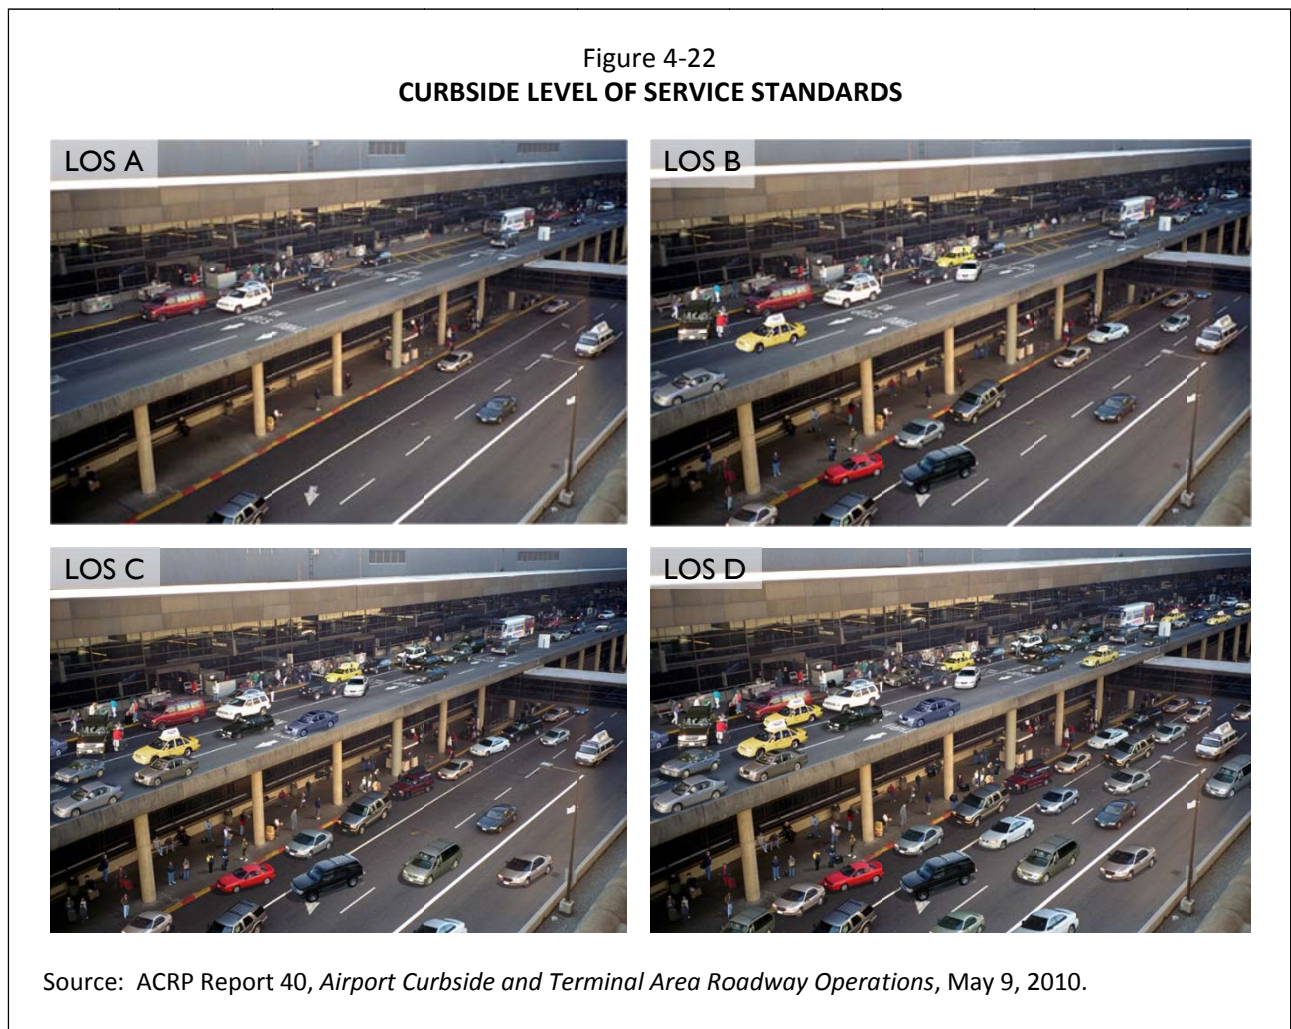 Figure 4-22
CURBSIDE LEVEL OF SERVICE STANDARDS
LOS A
LOS B
LOS C
LOS D
Source: ACRP Report 40, Airport Curbside and Terminal Area Roadway Operations, May 9, 2010.